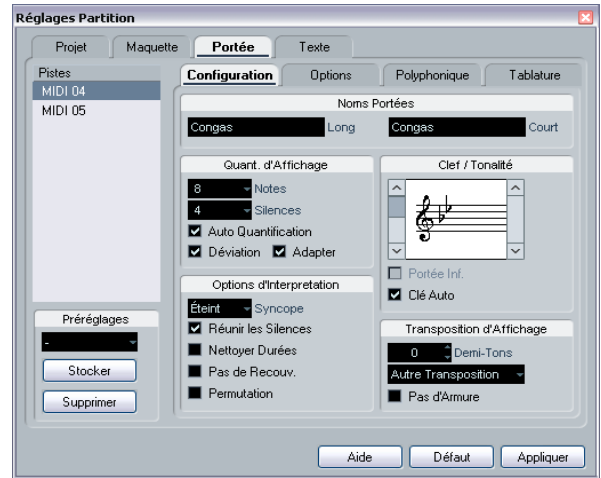 Réglages Partition
Projet Maquette Portée Texte
Pistes
MIDI 04
MIDI 05
Configuration Options Polyphonique Tablature
Noms Portées
Congas Long Congas Court
Quant. d'Affichage
8 Notes
4 Silences
Auto Quantification
Déviation Adapter
Clef / Tonalité
Portée Inf.
Clé Auto
Options d'Interpretation
Éteint Syncope
Réunir les Silences
Nettoyer Durées
Pas de Recouv.
Permutation
Transposition d'Affichage
0 Demi-Tons
Autre Transposition
Pas d'Armure
Préréglages
-
Stocker
Supprimer
Aide Défaut Appliquer